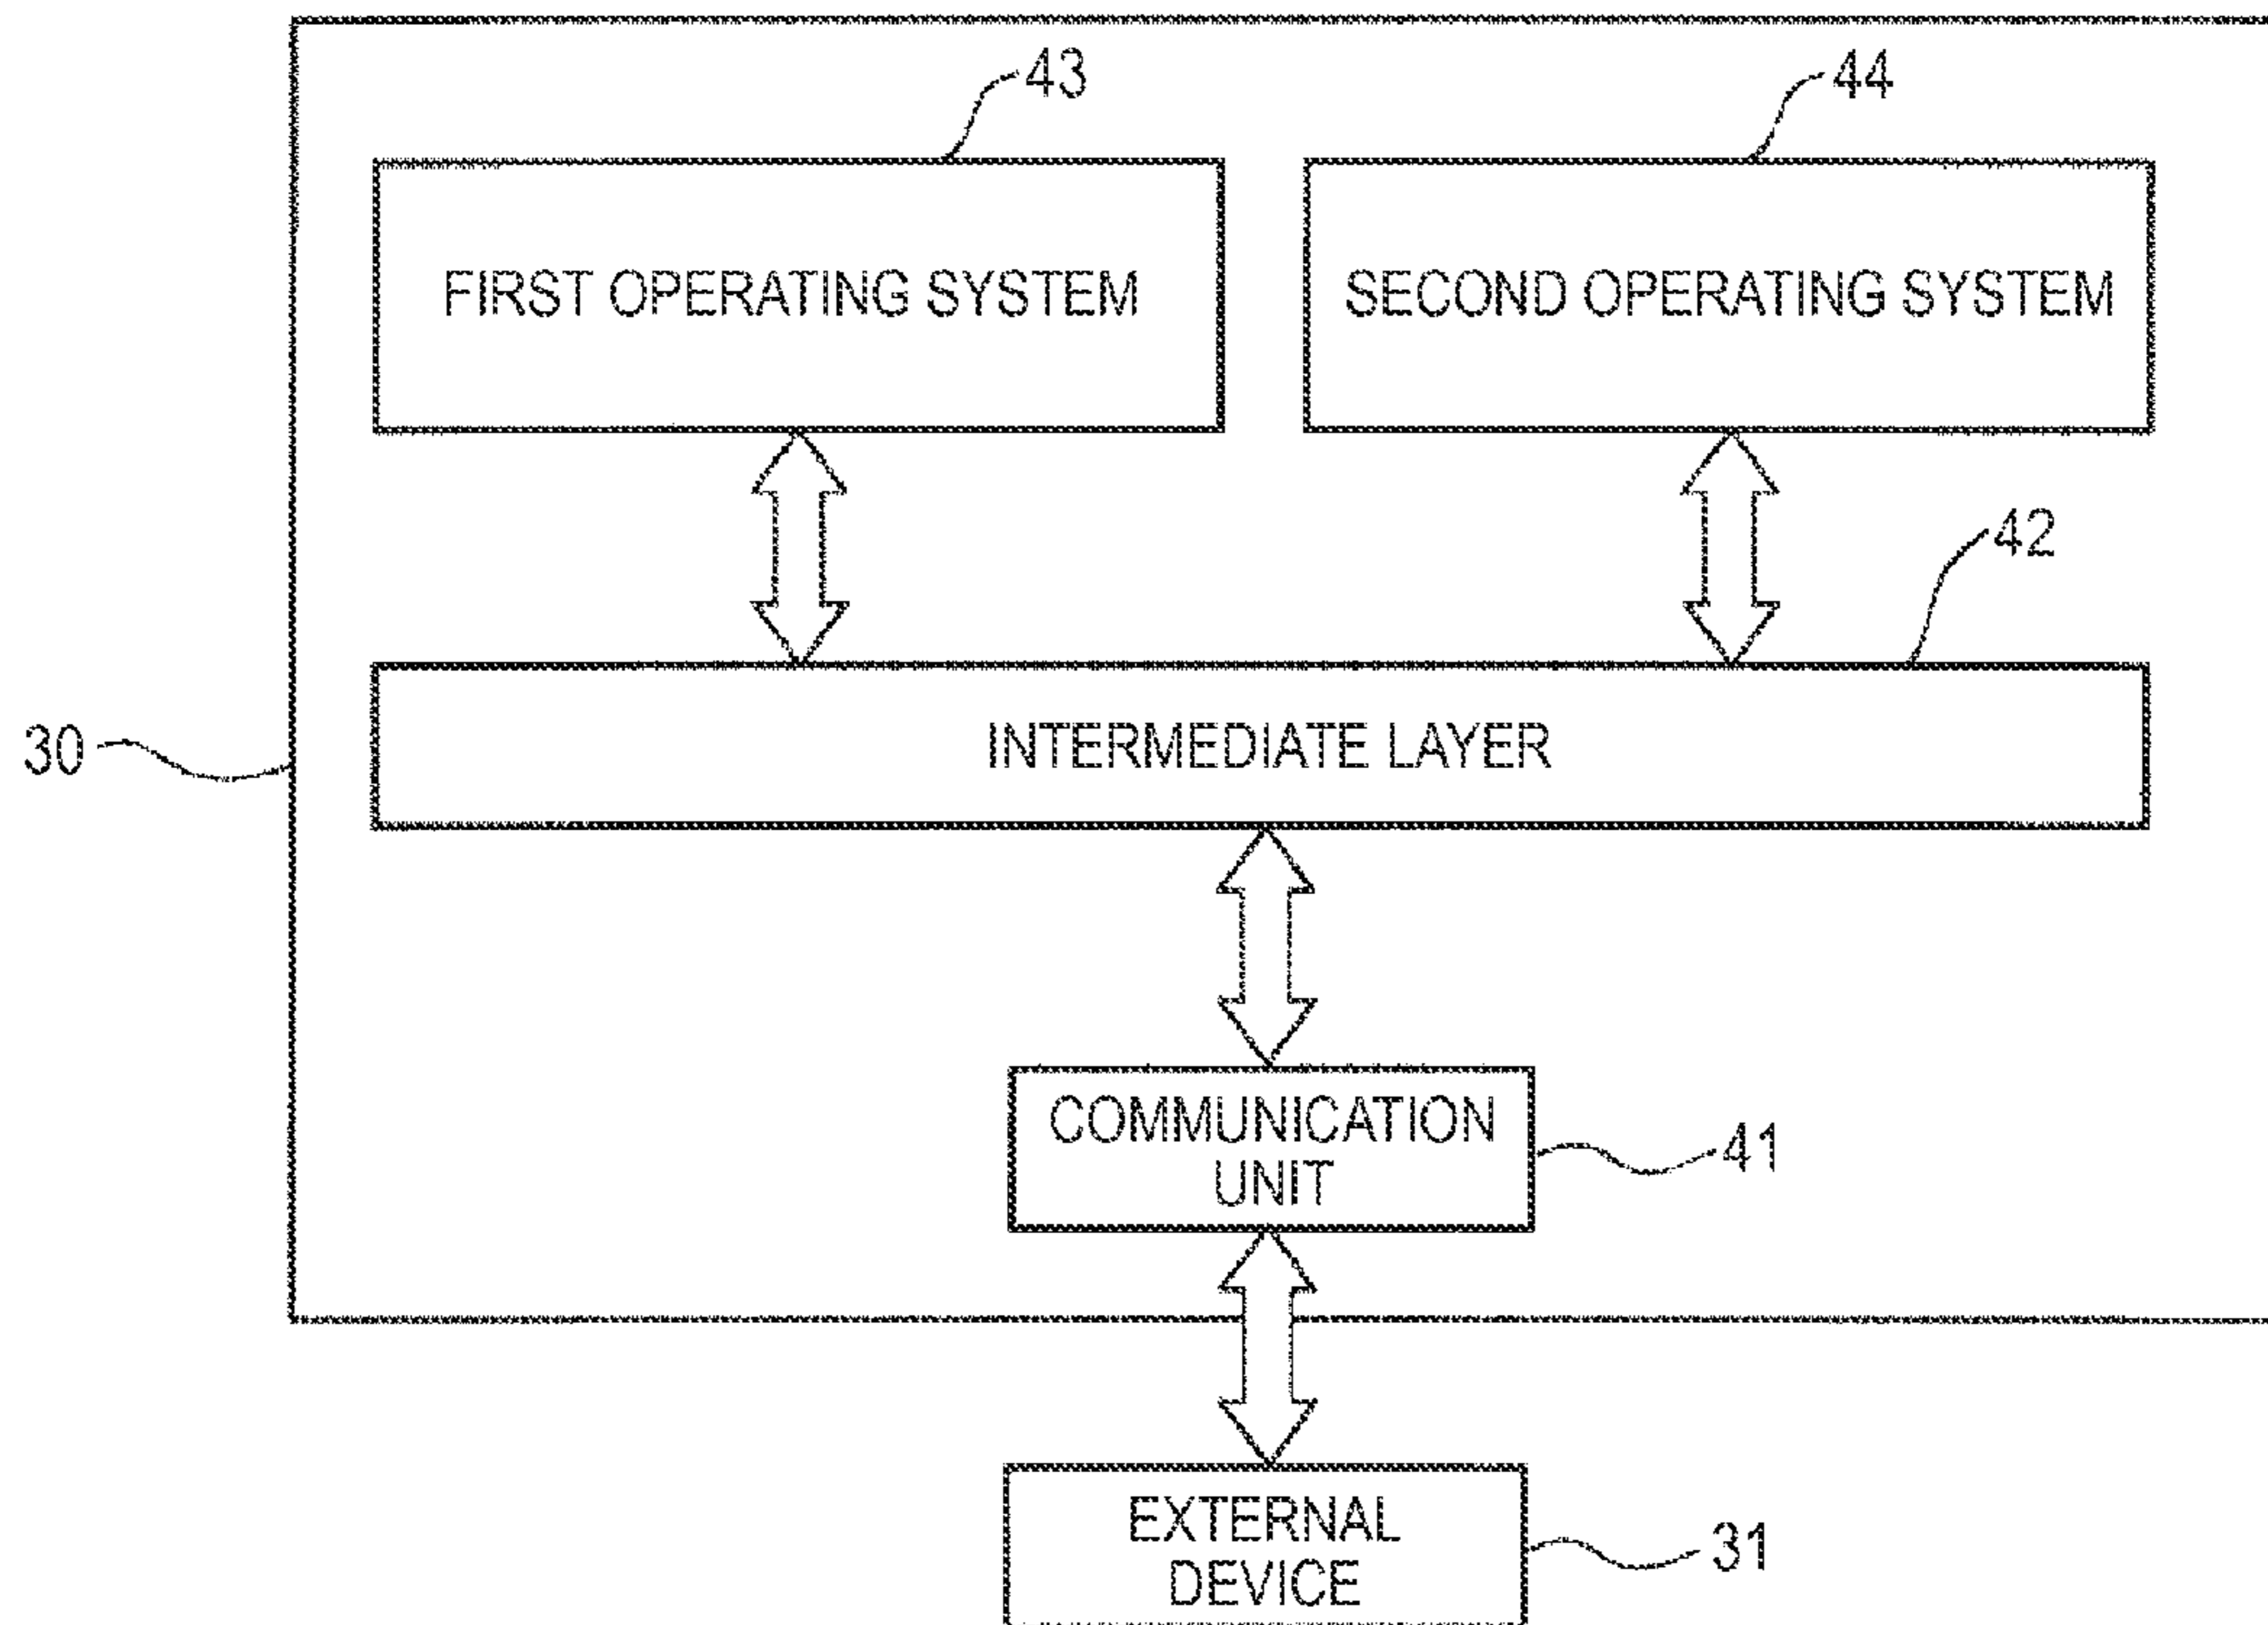 43
44
FIRST OPERATING SYSTEM
SECOND OPERATING SYSTEM
42
30
INTERMEDIATE LAYER
COMMUNICATION
UNIT
41
EXTERNAL
DEVICE
31